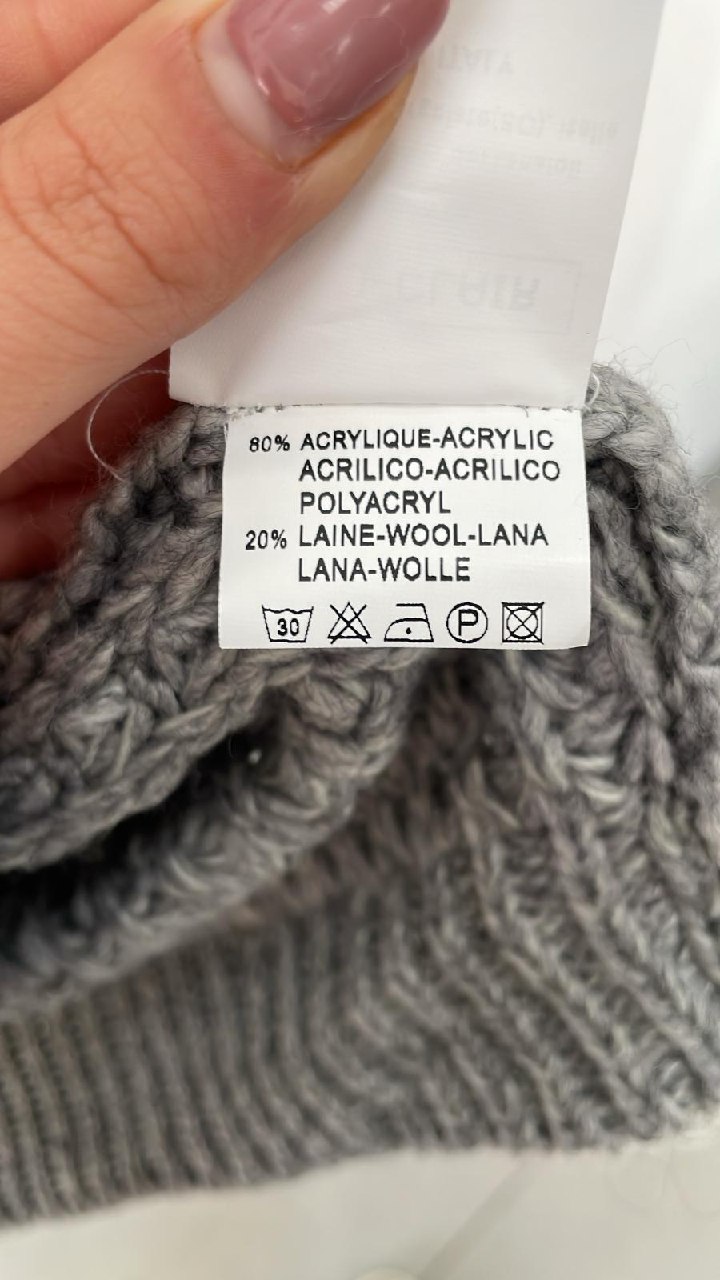 80% ACRYLIQUE-ACRYLIC
ACRILICO-ACRILICO
POLYACRYL
20% LAINE-WOOL-LANA
LANA-WOLLE
30 P